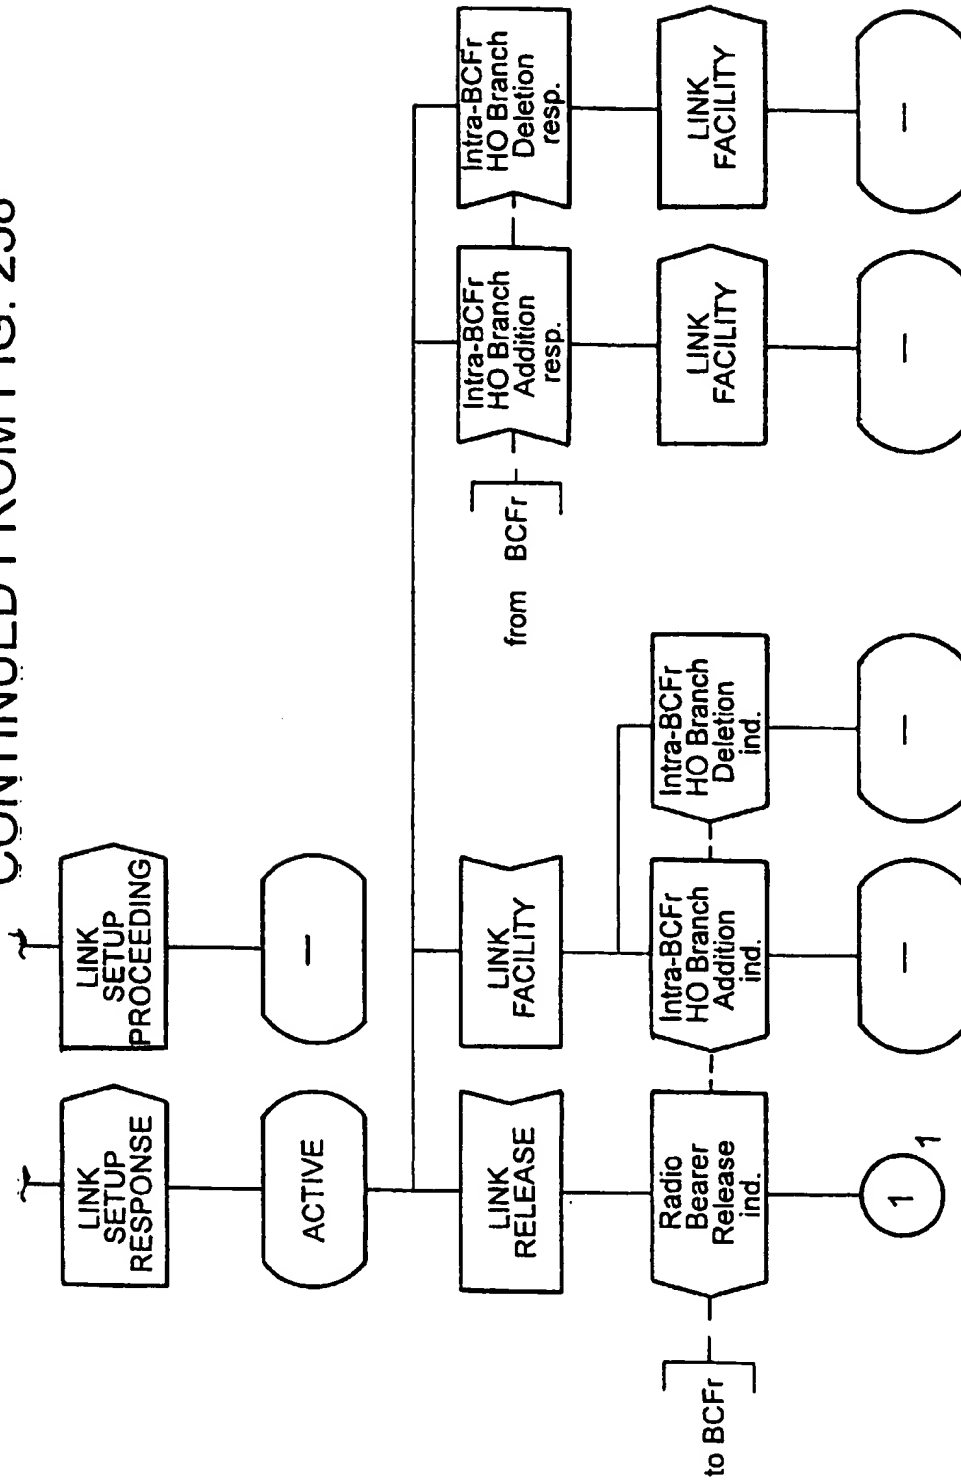 CONTINUED FROM FIG. 258
LINK
SETUP
RESPONSE
LINK
SETUP
PROCEEDING
ACTIVE
–
LINK
RELEASE
LINK
FACILITY
Intra-BCFr
HO Branch
Addition
resp.
Intra-BCFr
HO Branch
Deletion
resp.
from BCFr
Radio
Bearer
Release
ind.
Intra-BCFr
HO Branch
Addition
ind.
Intra-BCFr
HO Branch
Deletion
ind.
LINK
FACILITY
LINK
FACILITY
to BCFr
1
1
–
–
–
–